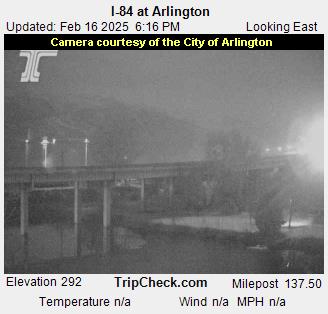 I-84 at Arlington
Updated: Feb 16 2025 6:16 PM Looking East
Camera courtesy of the City of Arlington
Elevation 292 TripCheck.com Milepost 137.50
Temperature n/a Wind n/a MPH n/a